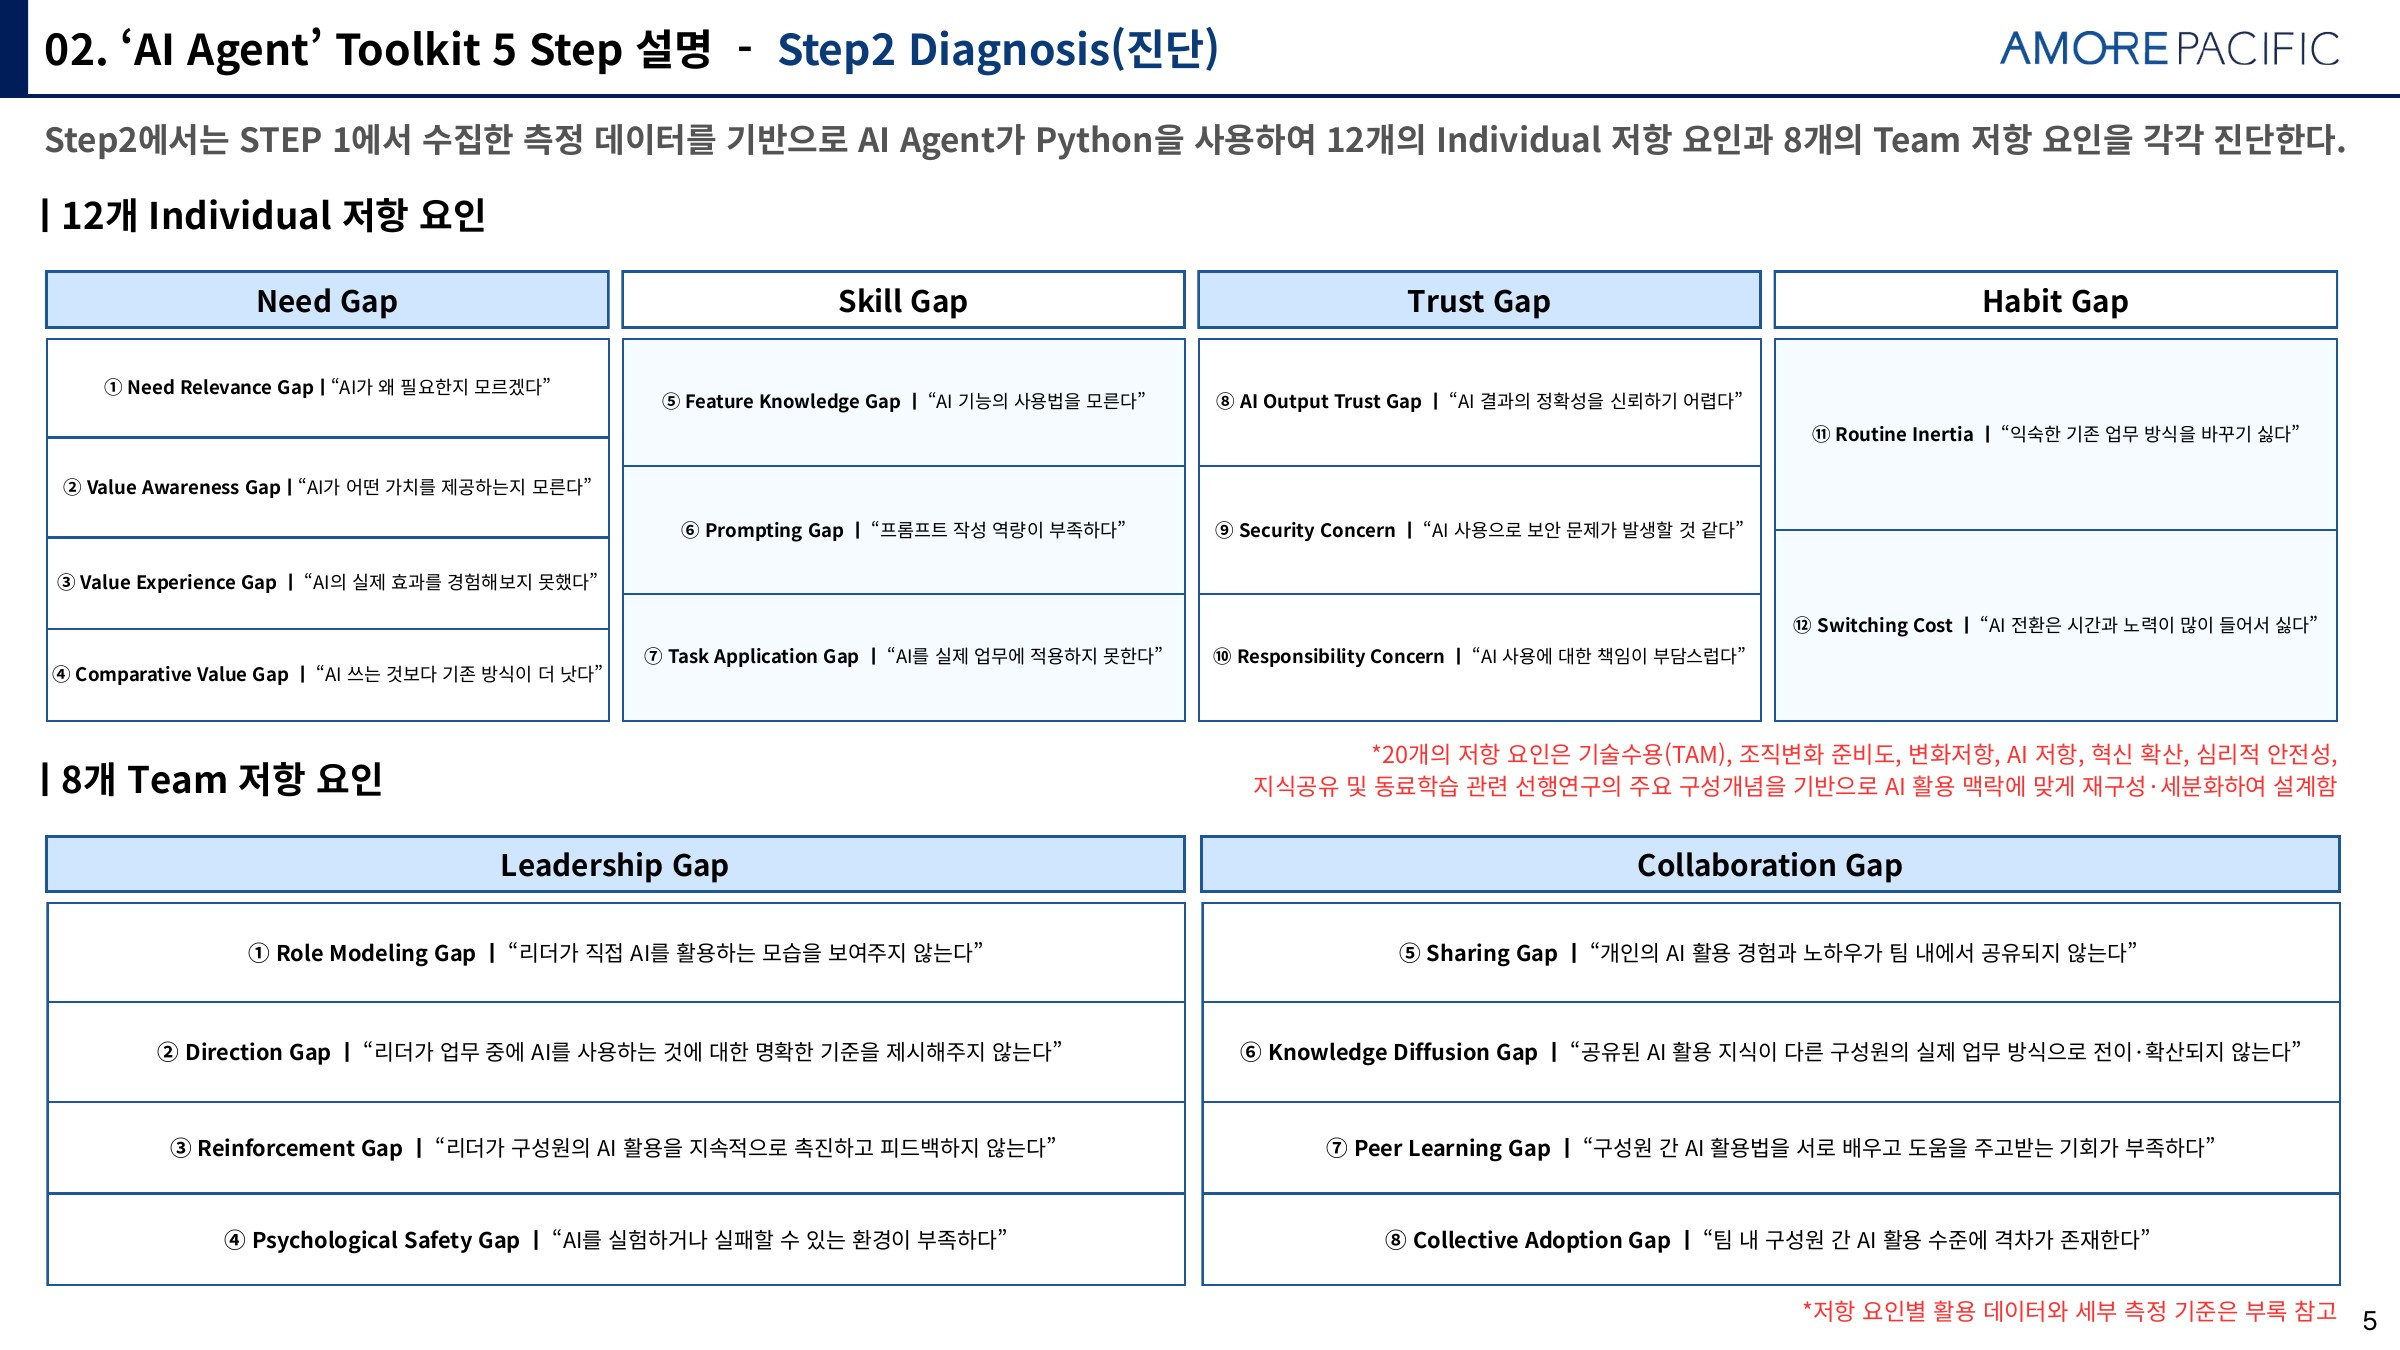 02. ‘AI Agent’ Toolkit 5 Step 설명 - Step2 Diagnosis(진단)
AMOREPACIFIC
Step2에서는 STEP 1에서 수집한 측정 데이터를 기반으로 AI Agent가 Python을 사용하여 12개의 Individual 저항 요인과 8개의 Team 저항 요인을 각각 진단한다.
| 12개 Individual 저항 요인
Need Gap
① Need Relevance Gap | “AI가 왜 필요한지 모르겠다”
② Value Awareness Gap | “AI가 어떤 가치를 제공하는지 모른다”
③ Value Experience Gap | “AI의 실제 효과를 경험해보지 못했다”
④ Comparative Value Gap | “AI 쓰는 것보다 기존 방식이 더 낫다”
Skill Gap
⑤ Feature Knowledge Gap | “AI 기능의 사용법을 모른다”
⑥ Prompting Gap | “프롬프트 작성 역량이 부족하다”
⑦ Task Application Gap | “AI를 실제 업무에 적용하지 못한다”
Trust Gap
⑧ AI Output Trust Gap | “AI 결과의 정확성을 신뢰하기 어렵다”
⑨ Security Concern | “AI 사용으로 보안 문제가 발생할 것 같다”
⑩ Responsibility Concern | “AI 사용에 대한 책임이 부담스럽다”
Habit Gap
⑪ Routine Inertia | “익숙한 기존 업무 방식을 바꾸기 싫다”
⑫ Switching Cost | “AI 전환은 시간과 노력이 많이 들어서 싫다”
*20개의 저항 요인은 기술수용(TAM), 조직변화 준비도, 변화저항, AI 저항, 혁신 확산, 심리적 안전성,
지식공유 및 동료학습 관련 선행연구의 주요 구성개념을 기반으로 AI 활용 맥락에 맞게 재구성·세분화하여 설계함
| 8개 Team 저항 요인
Leadership Gap
① Role Modeling Gap | “리더가 직접 AI를 활용하는 모습을 보여주지 않는다”
② Direction Gap | “리더가 업무 중에 AI를 사용하는 것에 대한 명확한 기준을 제시해주지 않는다”
③ Reinforcement Gap | “리더가 구성원의 AI 활용을 지속적으로 촉진하고 피드백하지 않는다”
④ Psychological Safety Gap | “AI를 실험하거나 실패할 수 있는 환경이 부족하다”
Collaboration Gap
⑤ Sharing Gap | “개인의 AI 활용 경험과 노하우가 팀 내에서 공유되지 않는다”
⑥ Knowledge Diffusion Gap | “공유된 AI 활용 지식이 다른 구성원의 실제 업무 방식으로 전이·확산되지 않는다”
⑦ Peer Learning Gap | “구성원 간 AI 활용법을 서로 배우고 도움을 주고받는 기회가 부족하다”
⑧ Collective Adoption Gap | “팀 내 구성원 간 AI 활용 수준에 격차가 존재한다”
*저항 요인별 활용 데이터와 세부 측정 기준은 부록 참고
5